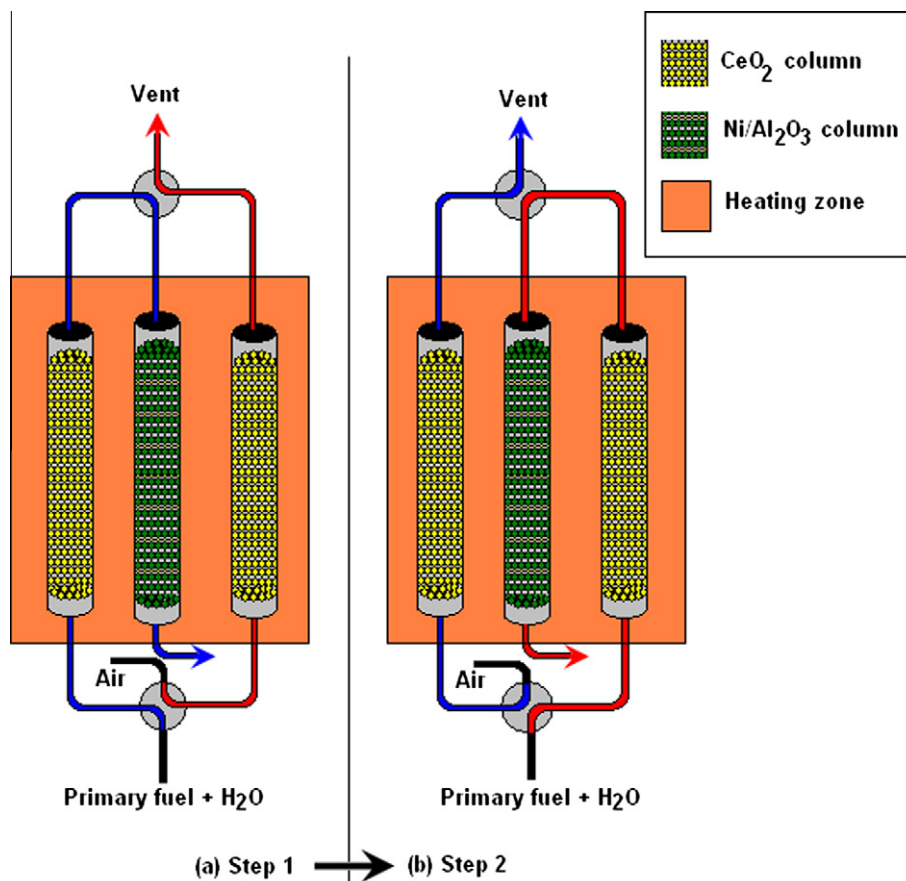 Vent
Air
Primary fuel + H2O
(a) Step 1
Vent
Air
Primary fuel + H2O
(b) Step 2
CeO2 column
Ni/Al2O3 column
Heating zone